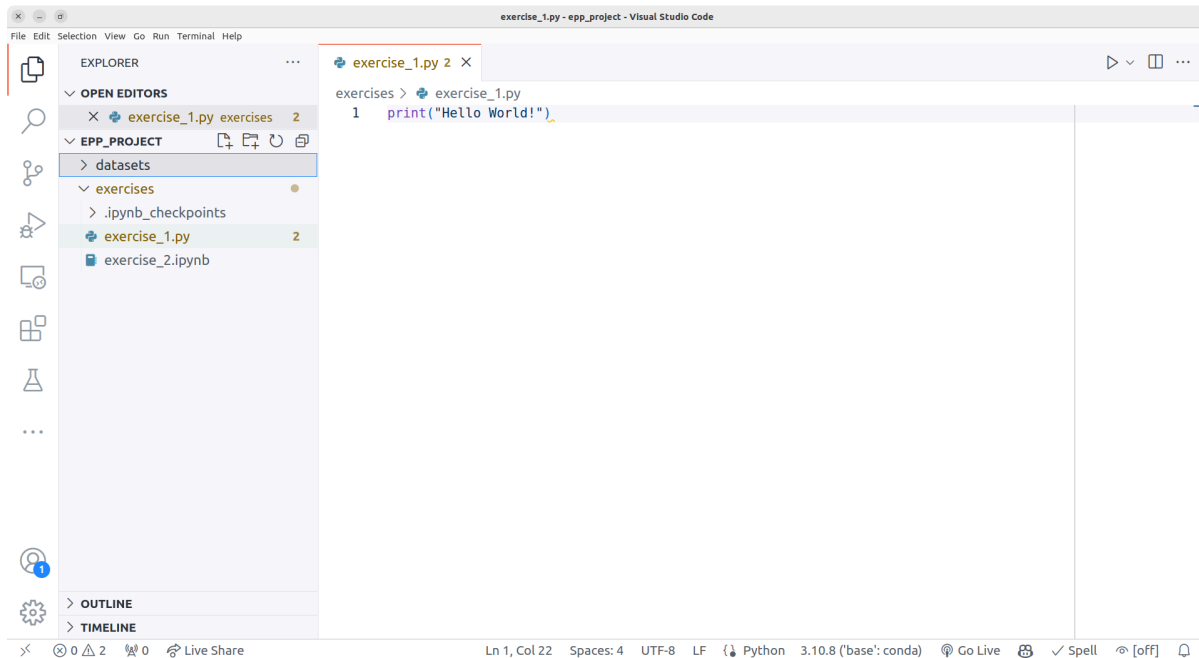 exercise_1.py - epp_project - Visual Studio Code
File Edit Selection View Go Run Terminal Help
EXPLORER
OPEN EDITORS
exercise_1.py exercises 2
EPP_PROJECT
datasets
exercises
.ipynb_checkpoints
exercise_1.py 2
exercise_2.ipynb
OUTLINE
TIMELINE
exercise_1.py 2
exercises > exercise_1.py
1 print("Hello World!")
1
0 2 0 Live Share Ln 1, Col 22 Spaces: 4 UTF-8 LF Python 3.10.8 ('base': conda) Go Live Spell [off]